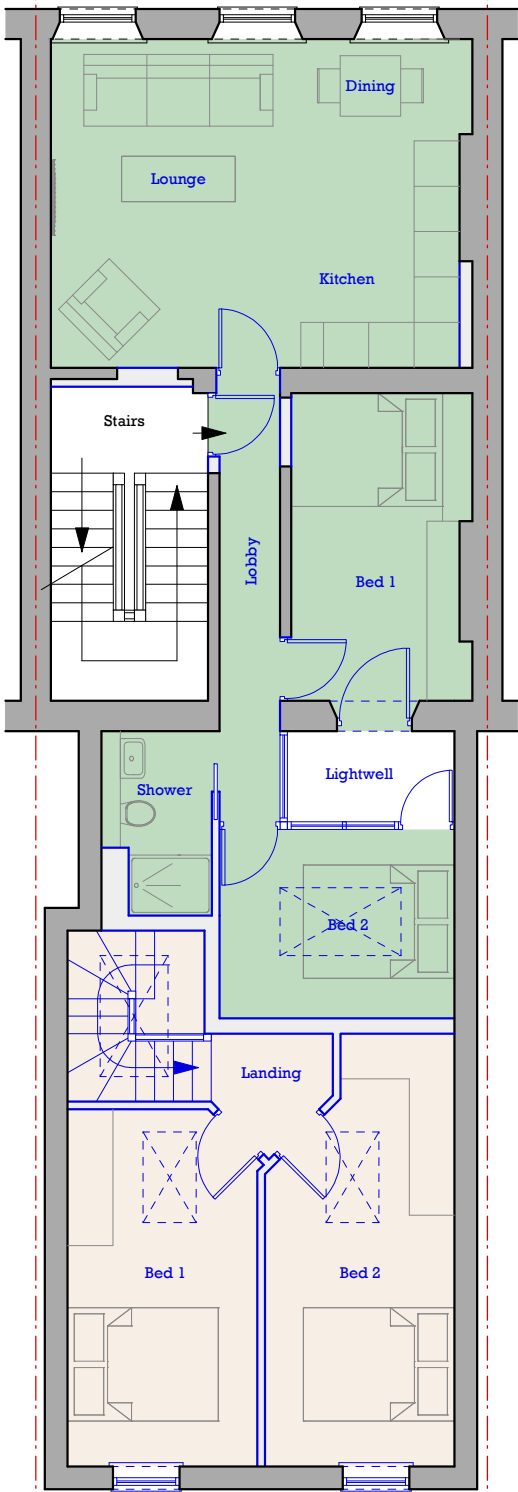 Dining
Lounge
Kitchen
Stairs
Lobby
Bed 1
Lightwell
Shower
Bed 2
Landing
Bed 1
Bed 2